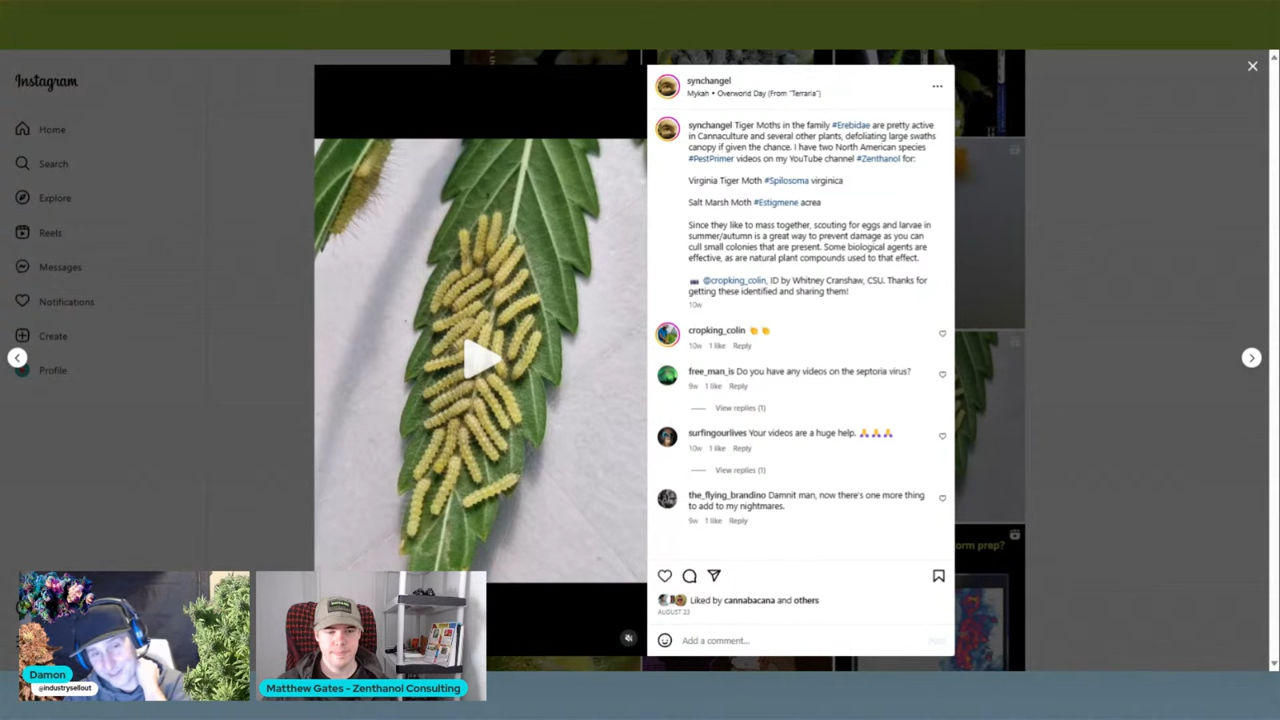 Instagram
Home
Search
Explore
Reels
Messages
Notifications
Create
Profile
synchangel
Mykah • Overworld Day (From "Terraria")
synchangel Tiger Moths in the family #Erebidae are pretty active
in Cannaculture and several other plants, defoliating large swaths
canopy if given the chance. I have two North American species
#PestPrimer videos on my YouTube channel #Zenthanol for:
Virginia Tiger Moth #Spilosoma virginica
Salt Marsh Moth #Estigmene acrea
Since they like to mass together, scouting for eggs and larvae in
summer/autumn is a great way to prevent damage as you can
cull small colonies that are present. Some biological agents are
effective, as are natural plant compounds used to that effect.
@cropking_colin, ID by Whitney Cranshaw, CSU. Thanks for
getting these identified and sharing them!
10w
cropking_colin 👏 👏
10w 1 like Reply
free_man_is Do you have any videos on the septoria virus?
9w 1 like Reply
View replies (1)
surfingourlives Your videos are a huge help. 🙏🙏🙏
10w 1 like Reply
View replies (1)
the_flying_brandino Damnit man, now there's one more thing
to add to my nightmares.
9w 1 like Reply
Liked by cannabacana and others
AUGUST 23
Add a comment...
Post
orm prep?
Damon
@industrysellout
Matthew Gates - Zenthanol Consulting